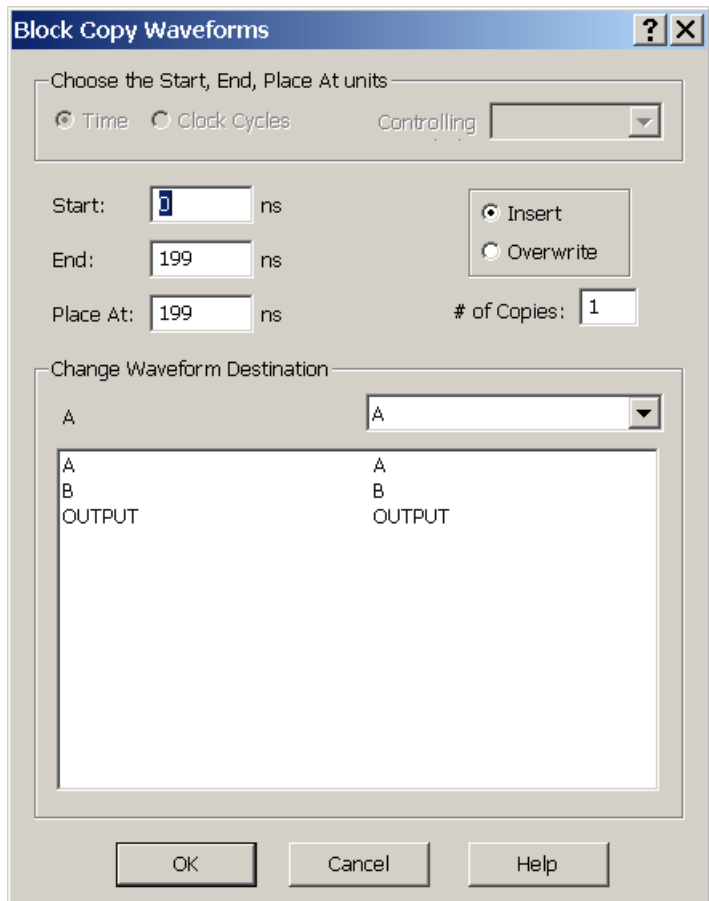 Block Copy Waveforms
Choose the Start, End, Place At units
Time Clock Cycles Controlling
Start: 0 ns
Insert
End: 199 ns
Overwrite
Place At: 199 ns
# of Copies: 1
Change Waveform Destination
A A
A A
B B
OUTPUT OUTPUT
OK Cancel Help